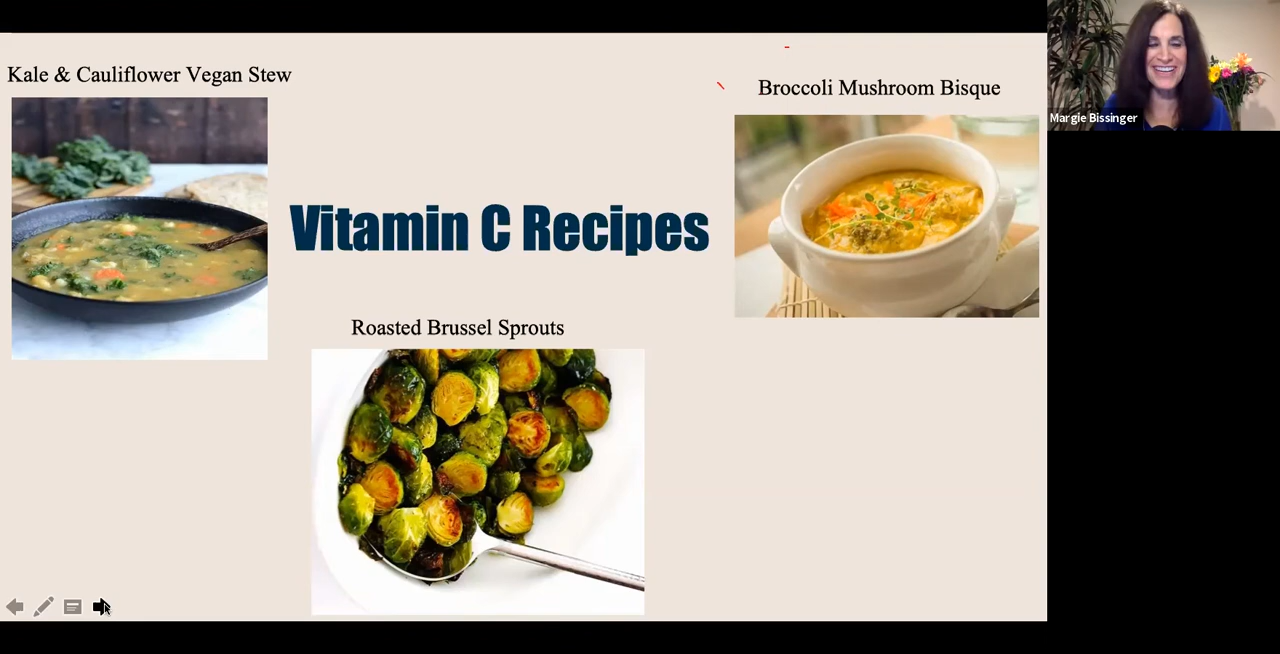 Kale & Cauliflower Vegan Stew
Broccoli Mushroom Bisque
Margie Bissinger
Vitamin C Recipes
Roasted Brussel Sprouts